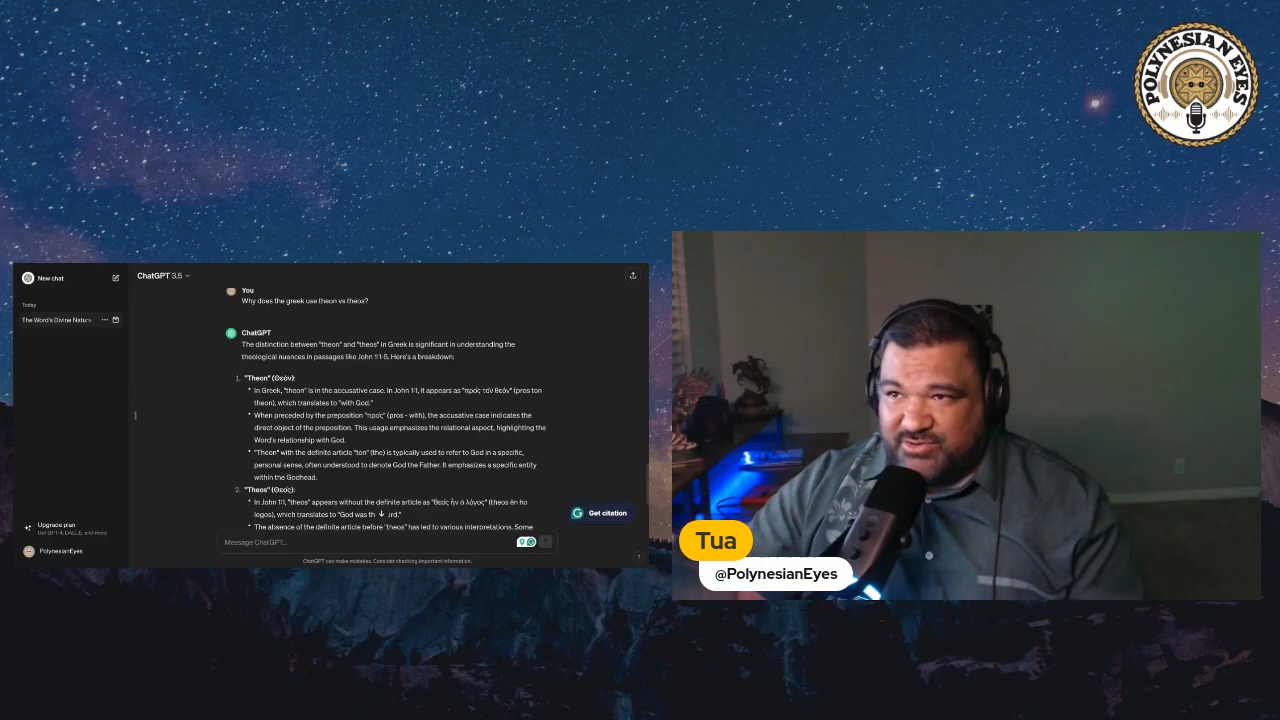 POLYNESIAN EYES
New chat
Today
The Word's Divine Nature
Upgrade plan
Get GPT-4, DALL·E, and more
PolynesianEyes
ChatGPT 3.5
You
Why does the greek use theon vs theos?
ChatGPT
The distinction between "theon" and "theos" in Greek is significant in understanding the
theological nuances in passages like John 1:1-5. Here's a breakdown:
1. "Theon" (Θεόν):
• In Greek, "theon" is in the accusative case. In John 1:1, it appears as "πρὸς τὸν θεόν" (pros ton
theon), which translates to "with God."
• When preceded by the preposition "πρός" (pros - with), the accusative case indicates the
direct object of the preposition. This usage emphasizes the relational aspect, highlighting the
Word's relationship with God.
• "Theon" with the definite article "ton" (the) is typically used to refer to God in a specific,
personal sense, often understood to denote God the Father. It emphasizes a specific entity
within the Godhead.
2. "Theos" (Θεός):
• In John 1:1, "theos" appears without the definite article as "θεὸς ἦν ὁ λόγος" (theos ēn ho
logos), which translates to "God was th rd."
• The absence of the definite article before "theos" has led to various interpretations. Some
Get citation
Message ChatGPT...
ChatGPT can make mistakes. Consider checking important information.
?
Tua
@PolynesianEyes